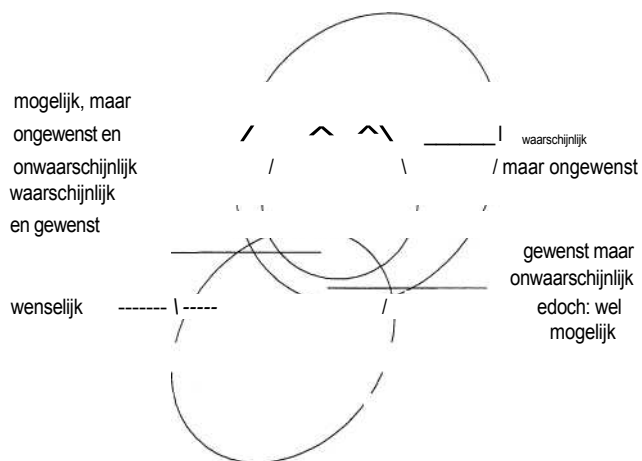 mogelijk, maar
ongewenst en
onwaarschijnlijk
waarschijnlijk
en gewenst
wenselijk
waarschijnlijk
maar ongewenst
gewenst maar
onwaarschijnlijk
edoch: wel
mogelijk